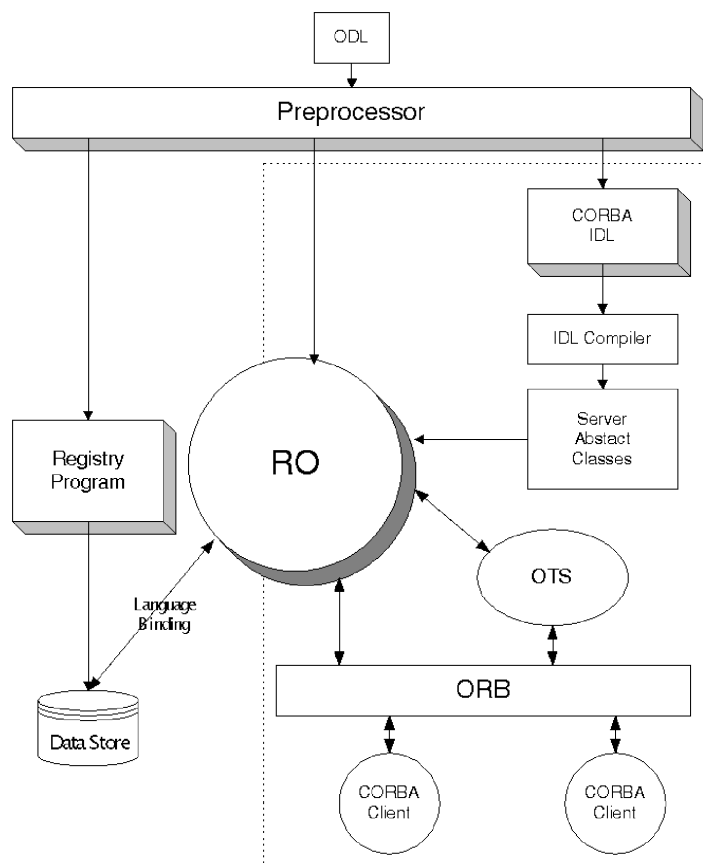 ODL
Preprocessor
CORBA
IDL
IDL Compiler
Server
Abstact
Classes
Registry
Program
RO
OTS
Language
Binding
ORB
Data Store
CORBA
Client
CORBA
Client